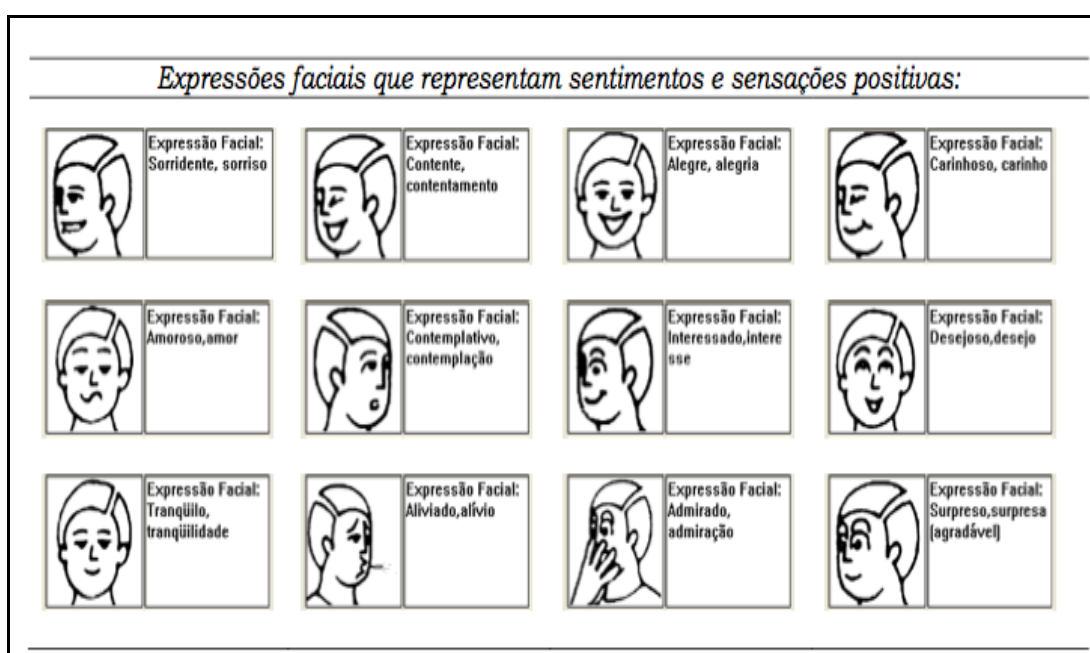 Expressões faciais que representam sentimentos e sensações positivas:
Expressão Facial:
Sorridente, sorriso
Expressão Facial:
Contente,
contentamento
Expressão Facial:
Alegre, alegria
Expressão Facial:
Carinhoso, carinho
Expressão Facial:
Amoroso,amor
Expressão Facial:
Contemplativo,
contemplação
Expressão Facial:
Interessado,intere
sse
Expressão Facial:
Desejoso,desejo
Expressão Facial:
Tranqüilo,
tranqüilidade
Expressão Facial:
Aliviado,alívio
Expressão Facial:
Admirado,
admiração
Expressão Facial:
Surpreso,surpresa
(agradável)